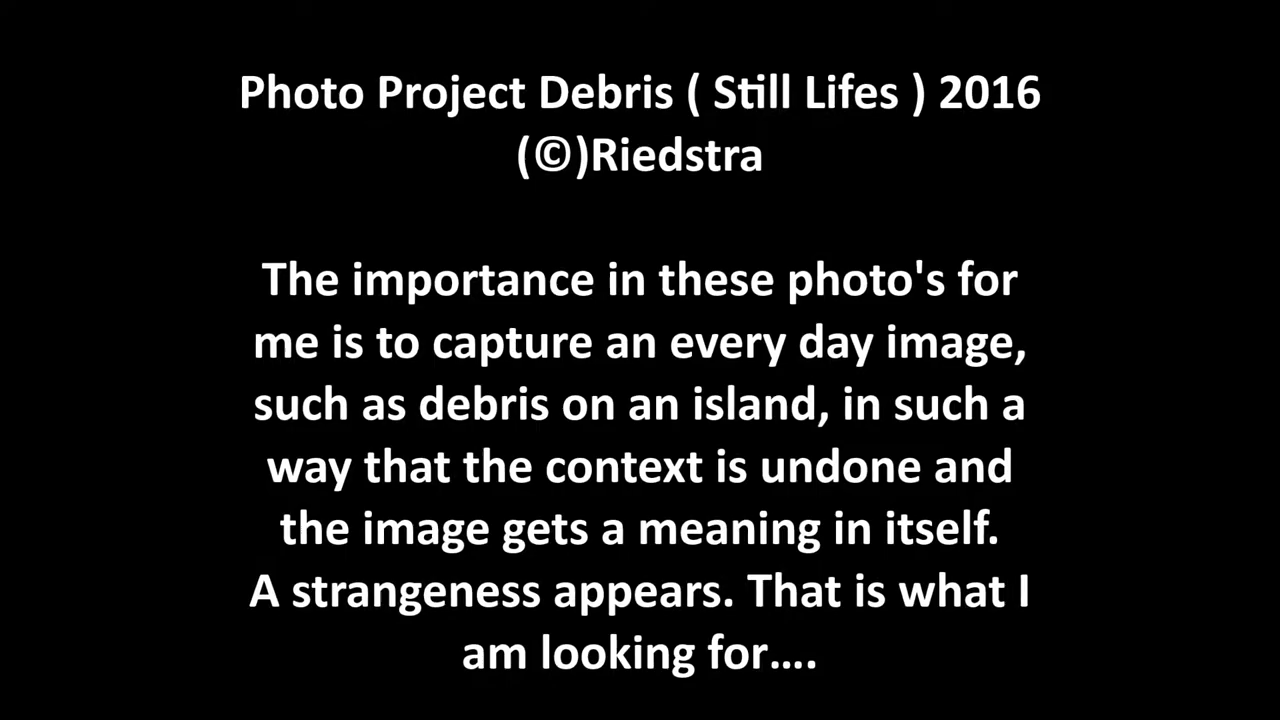 Photo Project Debris ( Still Lifes ) 2016
(©)Riedstra
The importance in these photo's for
me is to capture an every day image,
such as debris on an island, in such a
way that the context is undone and
the image gets a meaning in itself.
A strangeness appears. That is what I
am looking for....